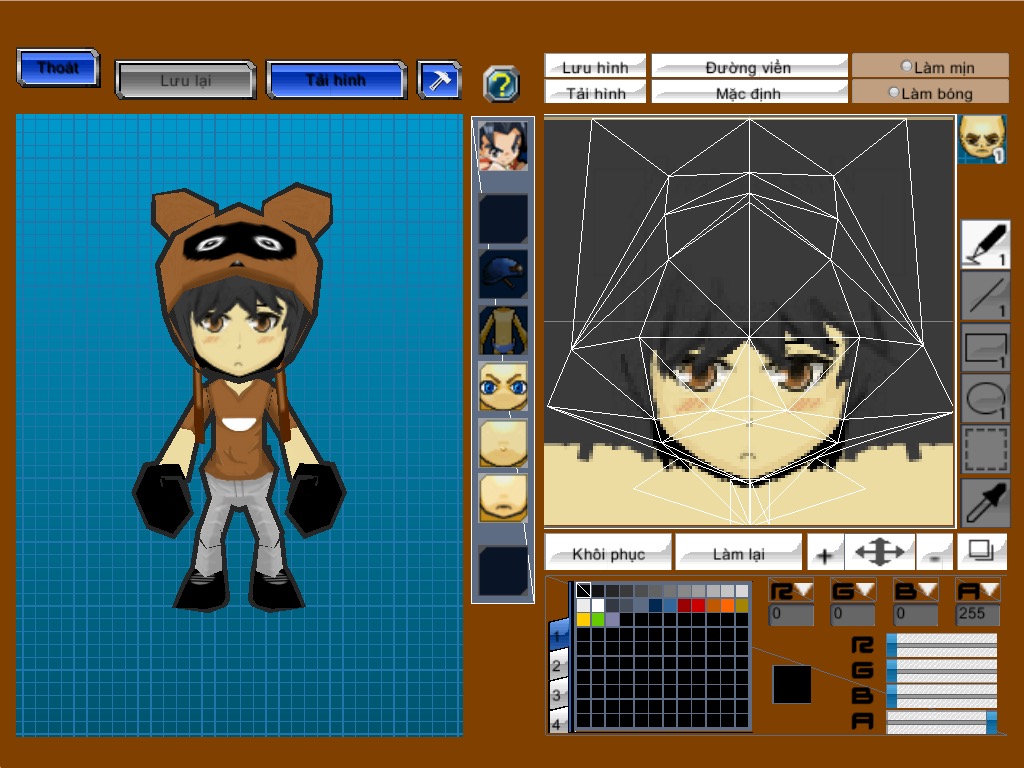 Thoát
Lưu lại
Tải hình
?
Lưu hình
Đường viền
Làm mịn
Tải hình
Mặc định
Làm bóng
1
1
1
1
1
Khôi phục
Làm lại
+
-
R
G
B
A
0
0
0
255
1
2
3
4
R
G
B
A